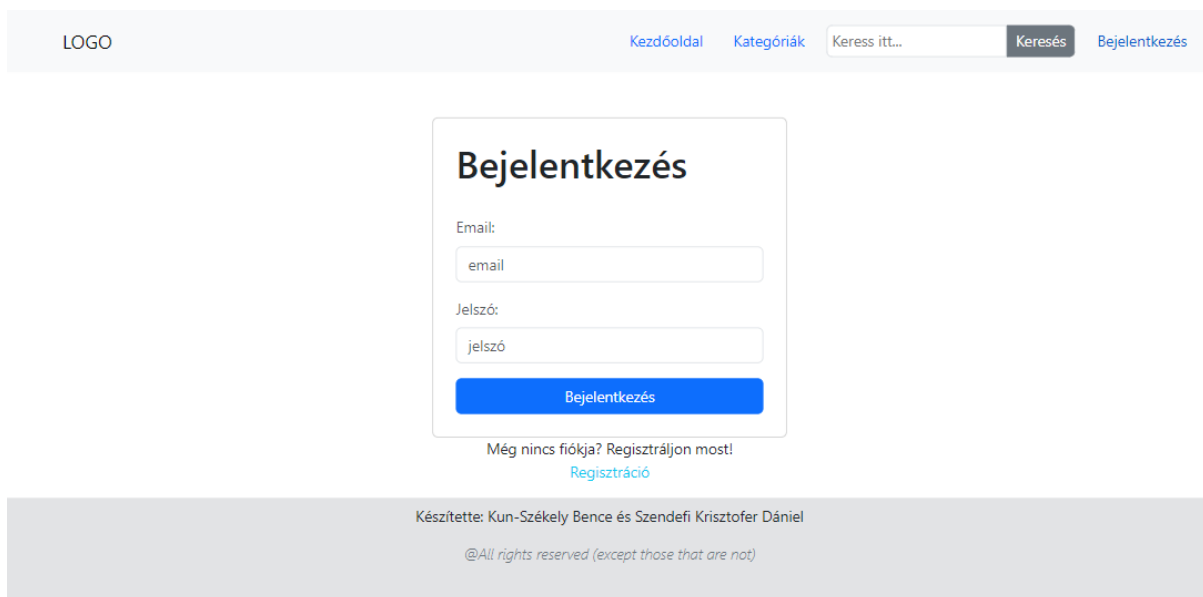 LOGO Kezdőoldal Kategóriák Keress itt... Keresés Bejelentkezés
Bejelentkezés
Email:
email
Jelszó:
jelszó
Bejelentkezés
Még nincs fiókja? Regisztráljon most!
Regisztráció
Készítette: Kun-Székely Bence és Szendefi Krisztofer Dániel
@All rights reserved (except those that are not)